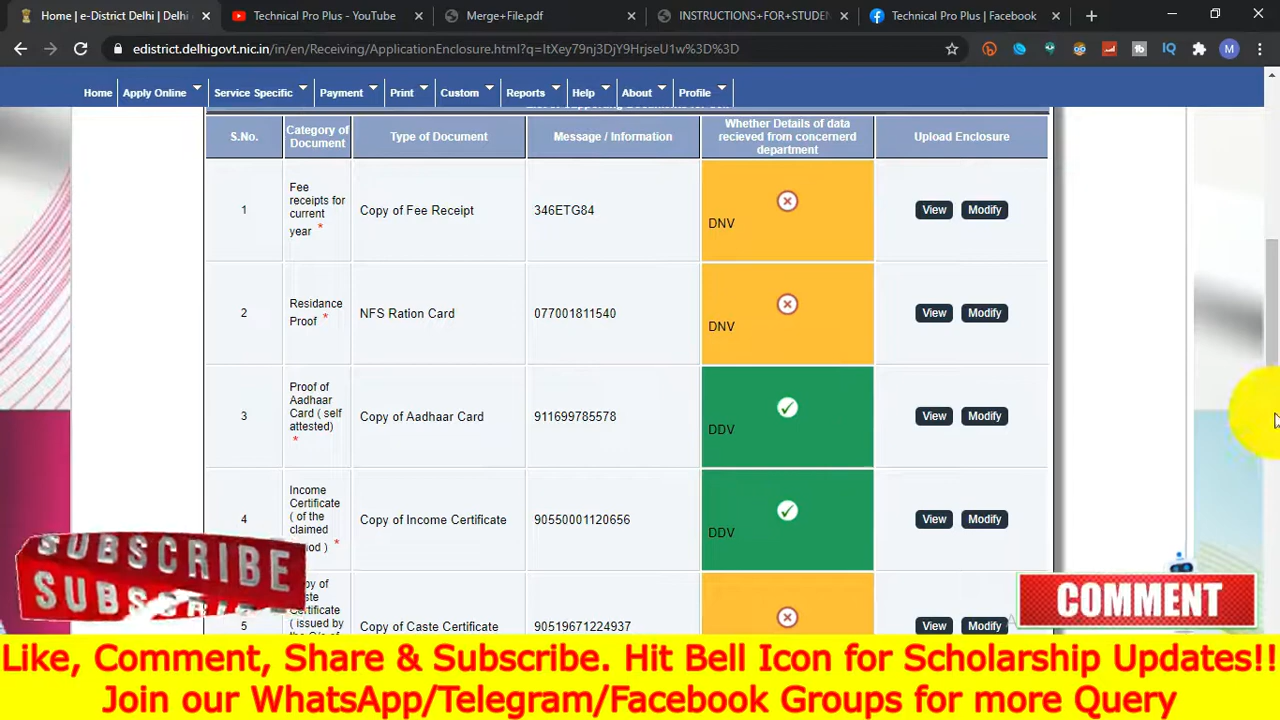 Home | e-District Delhi | Delhi
Technical Pro Plus - YouTube
Merge+File.pdf
INSTRUCTIONS+FOR+STUDEN
Technical Pro Plus | Facebook
edistrict.delhigovt.nic.in/in/en/Receiving/ApplicationEnclosure.html?q=ItXey79nj3DjY9HrjseU1w%3D%3D
IQ
M
Home Apply Online Service Specific Payment Print Custom Reports Help About Profile
S.No.
Category of
Document
Type of Document
Message / Information
Whether Details of data
recieved from concernerd
department
Upload Enclosure
1
Fee
receipts for
current
year *
Copy of Fee Receipt
346ETG84
DNV
View Modify
2
Residance
Proof *
NFS Ration Card
077001811540
DNV
View Modify
3
Proof of
Aadhaar
Card ( self
attested)
*
Copy of Aadhaar Card
911699785578
DDV
View Modify
4
Income
Certificate
( of the
claimed
) *
Copy of Income Certificate
90550001120656
DDV
View Modify
5
Certificate
( issued by
Copy of Caste Certificate
90519671224937
View Modify
SUBSCRIBE
COMMENT
Like, Comment, Share & Subscribe. Hit Bell Icon for Scholarship Updates!!
Join our WhatsApp/Telegram/Facebook Groups for more Query